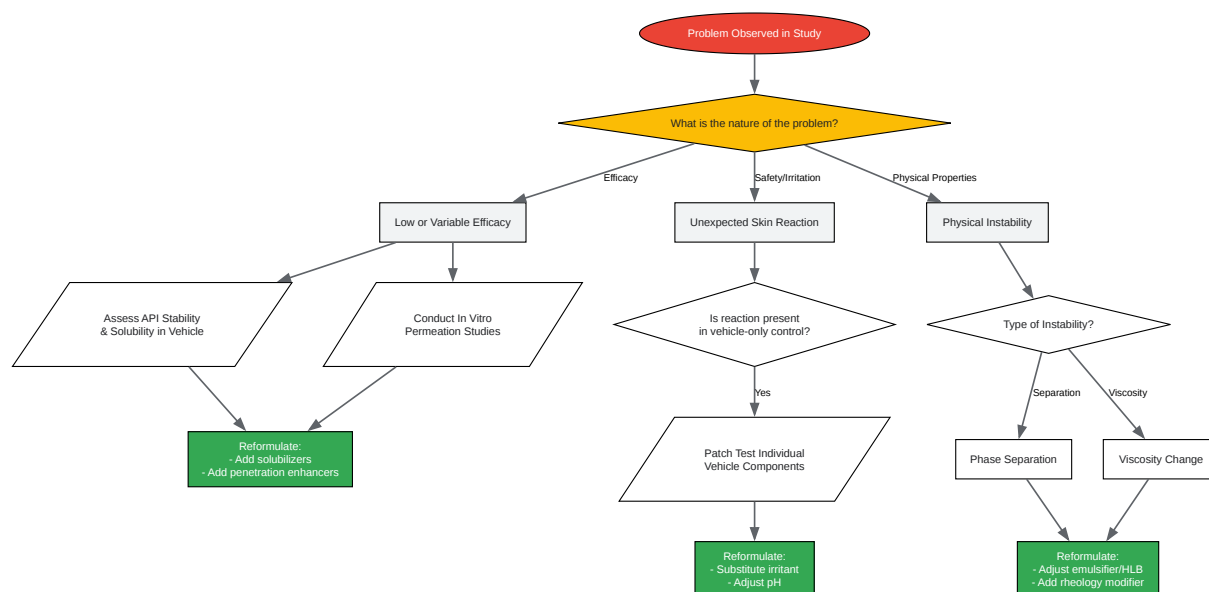 Problem Observed in Study
What is the nature of the problem?
Efficacy
Safety/Irritation
Physical Properties
Low or Variable Efficacy
Unexpected Skin Reaction
Physical Instability
Assess API Stability
& Solubility in Vehicle
Conduct In Vitro
Permeation Studies
Is reaction present
in vehicle-only control?
Type of Instability?
Yes
Separation
Viscosity
Reformulate:
- Add solubilizers
- Add penetration enhancers
Patch Test Individual
Vehicle Components
Phase Separation
Viscosity Change
Reformulate:
- Substitute irritant
- Adjust pH
Reformulate:
- Adjust emulsifier/HLB
- Add rheology modifier